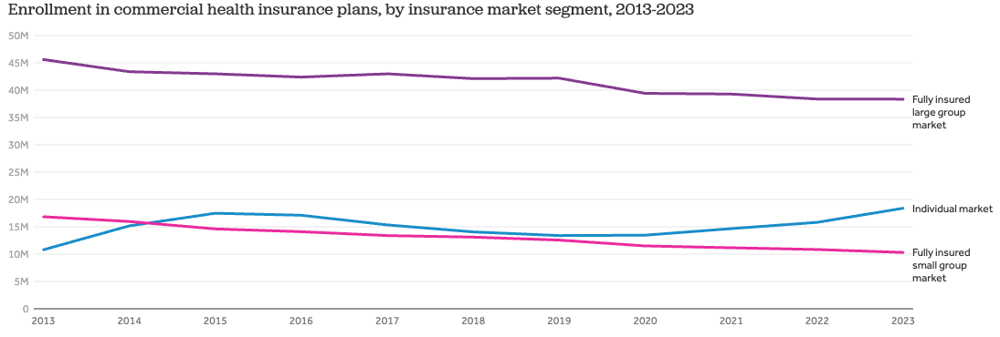 Enrollment in commercial health insurance plans, by insurance market segment, 2013-2023
50M
45M
40M
35M
30M
25M
20M
15M
10M
5M
0
Fully insured
large group
market
Individual market
Fully insured
small group
market
2013 2014 2015 2016 2017 2018 2019 2020 2021 2022 2023